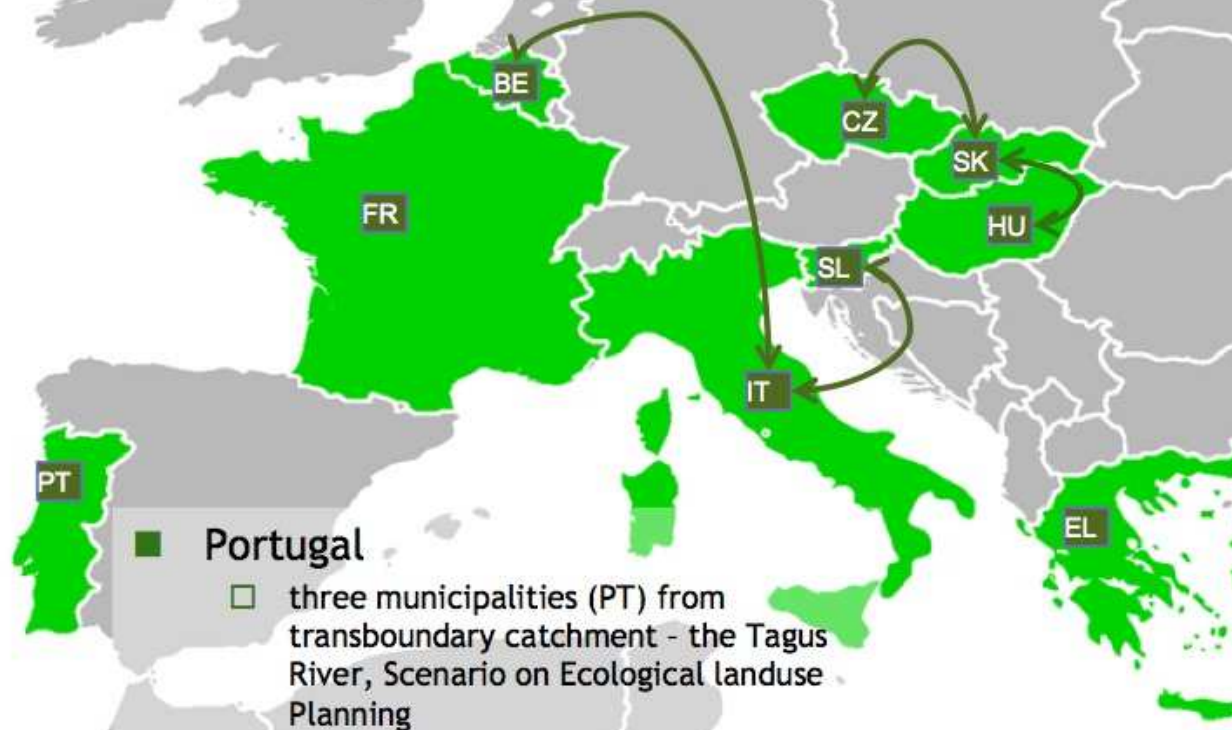 BE
CZ
SK
FR
HU
SL
IT
PT
EL
Portugal
three municipalities (PT) from
transboundary catchment – the Tagus
River, Scenario on Ecological landuse
Planning